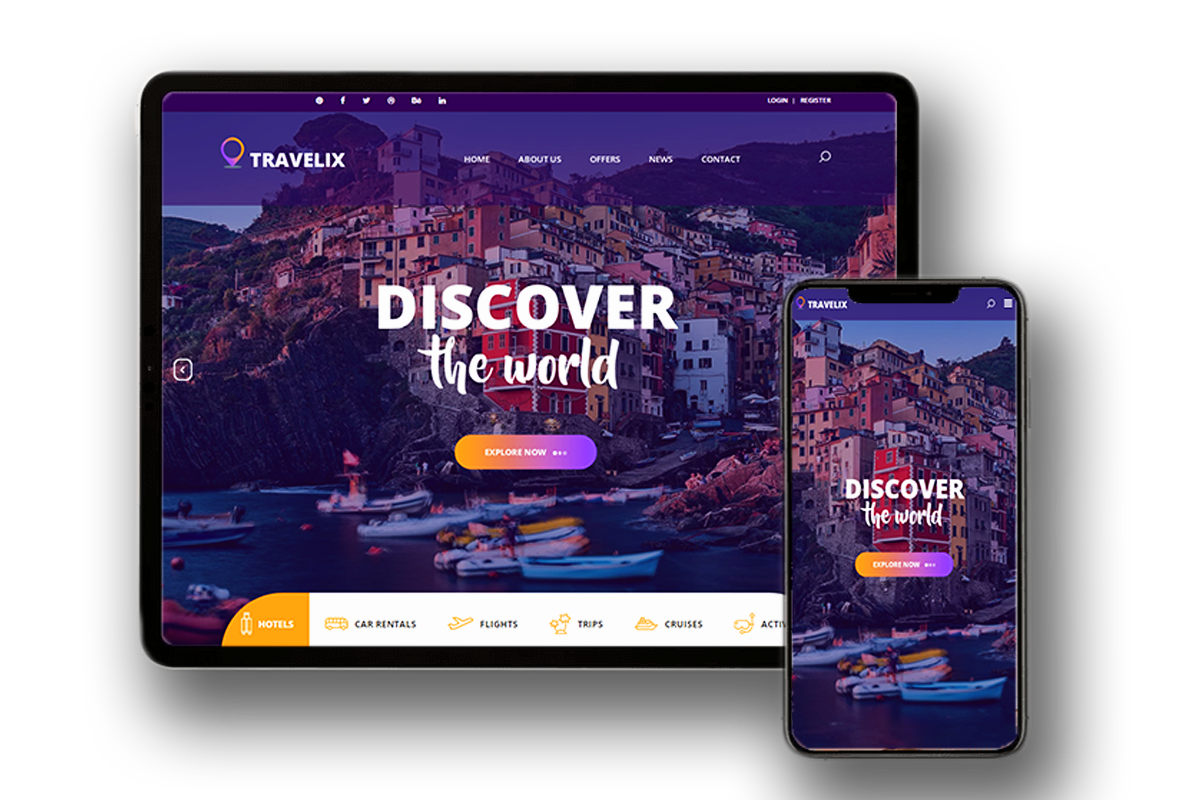 LOGIN | REGISTER
TRAVELIX
HOME ABOUT US OFFERS NEWS CONTACT
DISCOVER
the world
EXPLORE NOW
HOTELS CAR RENTALS FLIGHTS TRIPS CRUISES
TRAVELIX
DISCOVER
the world
EXPLORE NOW